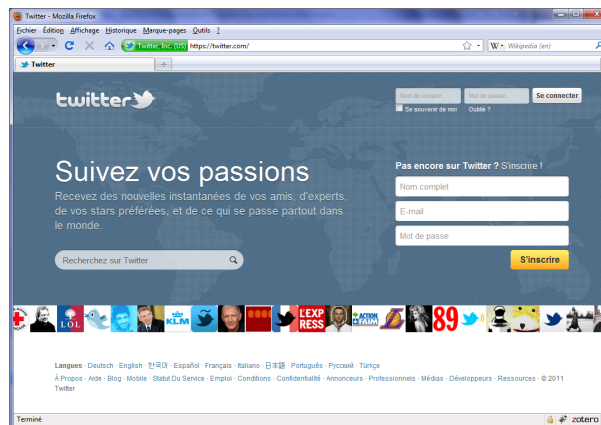 Twitter - Mozilla Firefox
Fichier Édition Affichage Historique Marque-pages Outils ?
Twitter, Inc. (US) https://twitter.com/
W Wikipedia (en)
Twitter
twitter
Nom de compte Mot de passe Se connecter
Se souvenir de moi Oublié ?
Suivez vos passions
Recevez des nouvelles instantanées de vos amis, d'experts,
de vos stars préférées, et de ce qui se passe partout dans
le monde.
Recherchez sur Twitter
Pas encore sur Twitter ? S'inscrire !
Nom complet
E-mail
Mot de passe
S'inscrire
LOL
KLM
L'EXP
RESS
ACTION
FAIM
89
Langues · Deutsch · English · 한국어 · Español · Français · Italiano · 日本語 · Português · Русский · Türkçe
À Propos · Aide · Blog · Mobile · Statut Du Service · Emploi · Conditions · Confidentialité · Annonceurs · Professionnels · Médias · Développeurs · Ressources · © 2011
Twitter
Terminé
zotero